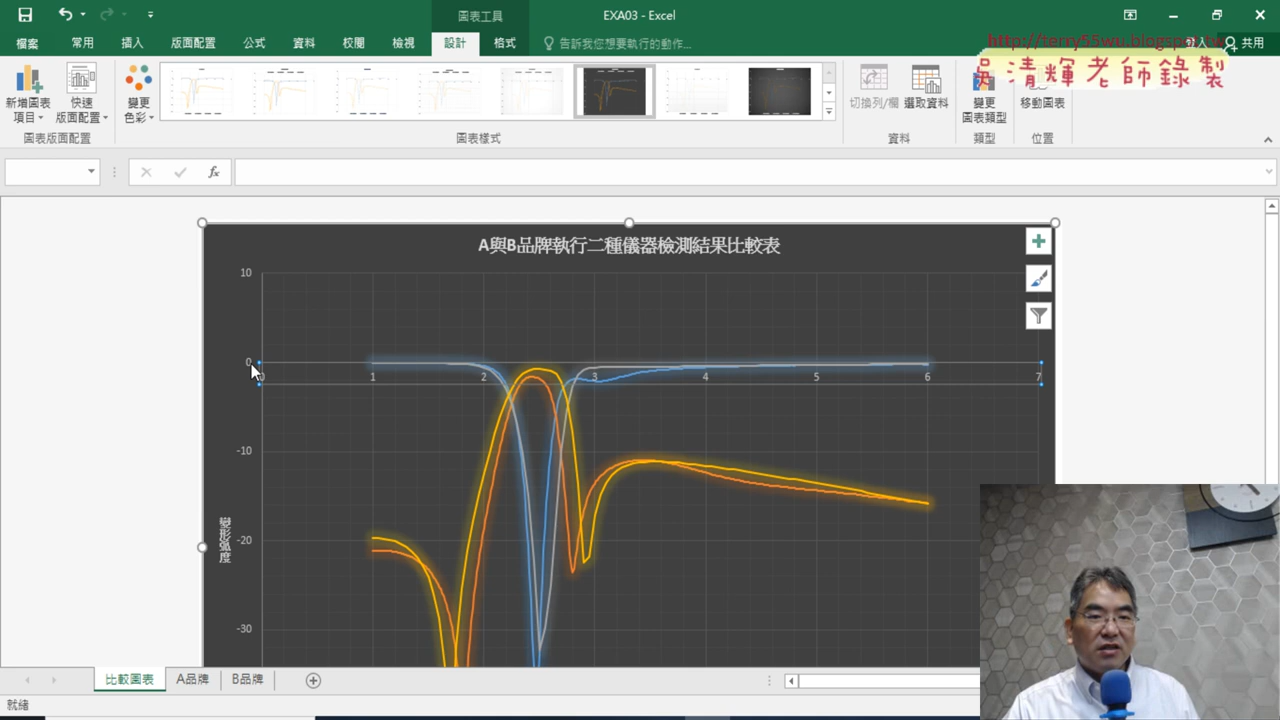 圖表工具
EXA03 - Excel
檔案 常用 插入 版面配置 公式 資料 校閱 檢視 設計 格式 告訴我您想要執行的動作... 登入 共用
http://terry55wu.blogspot.tw
吳清輝老師錄製
新增圖表項目 快速版面配置 變更色彩 切換列/欄 選取資料 變更圖表類型 移動圖表
圖表版面配置 圖表樣式 資料 類型 位置
fx
A與B品牌執行二種儀器檢測結果比較表
10
0
1 2 3 4 5 6 7
-10
-20
變形弧度
-30
比較圖表 A品牌 B品牌
就緒